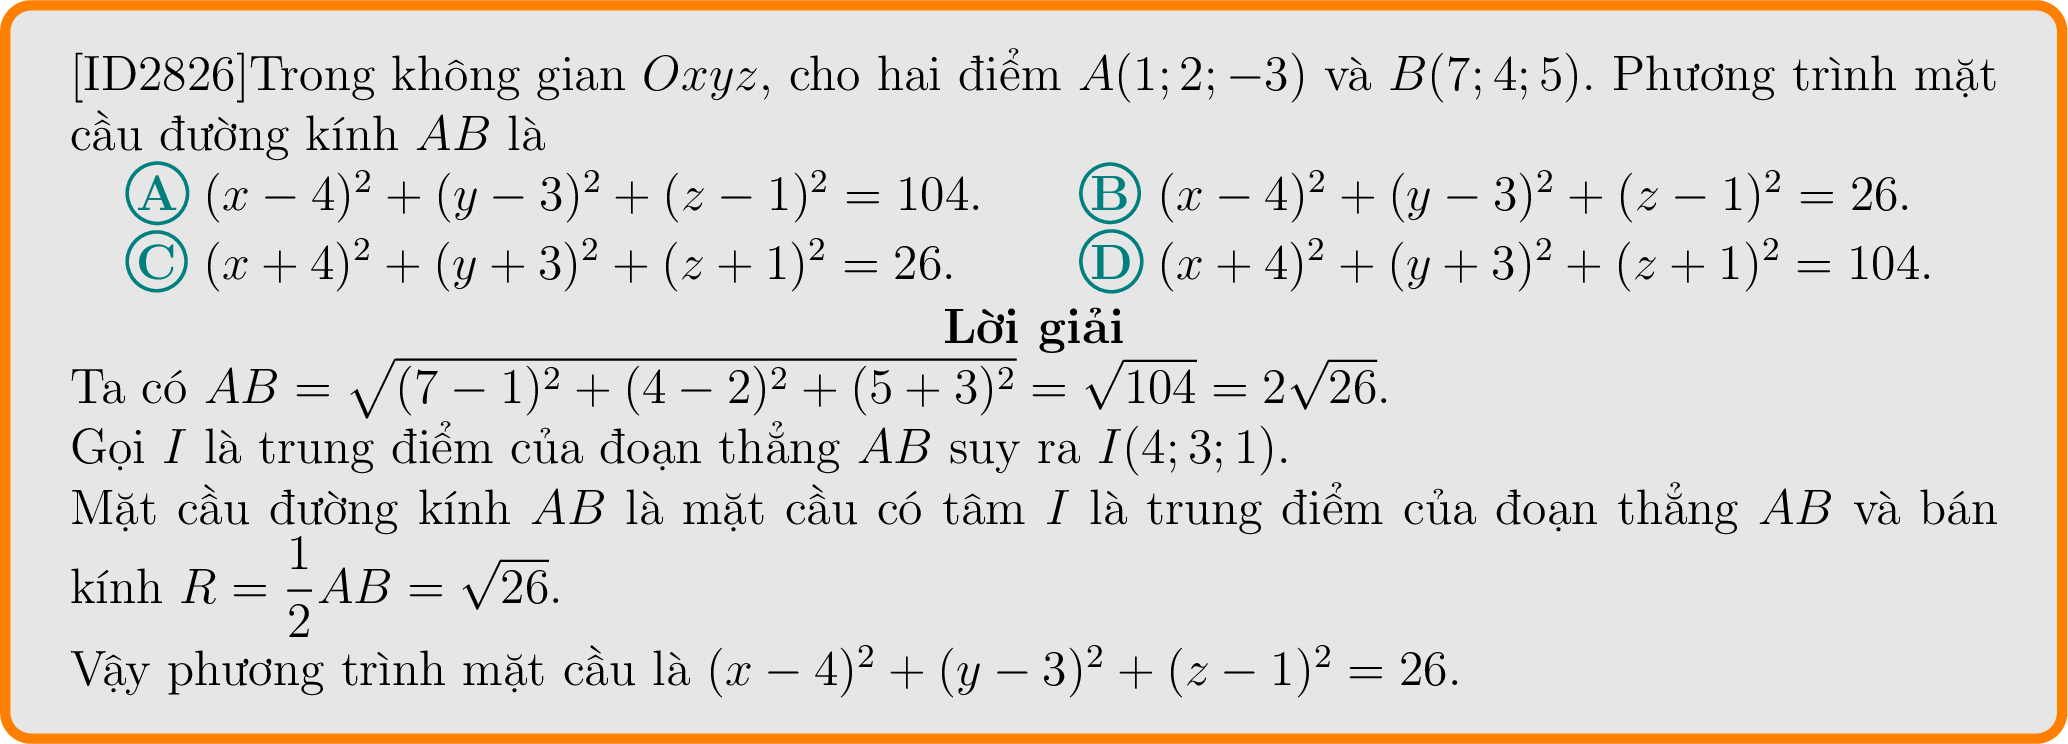 [ID2826]Trong không gian Oxyz, cho hai điểm A(1; 2; −3) và B(7; 4; 5). Phương trình mặt
cầu đường kính AB là
A (x − 4)² + (y − 3)² + (z − 1)² = 104. B (x − 4)² + (y − 3)² + (z − 1)² = 26.
C (x + 4)² + (y + 3)² + (z + 1)² = 26. D (x + 4)² + (y + 3)² + (z + 1)² = 104.
Lời giải
Ta có AB = √((7 − 1)² + (4 − 2)² + (5 + 3)²) = √104 = 2√26.
Gọi I là trung điểm của đoạn thẳng AB suy ra I(4; 3; 1).
Mặt cầu đường kính AB là mặt cầu có tâm I là trung điểm của đoạn thẳng AB và bán
kính R = 1/2 AB = √26.
Vậy phương trình mặt cầu là (x − 4)² + (y − 3)² + (z − 1)² = 26.